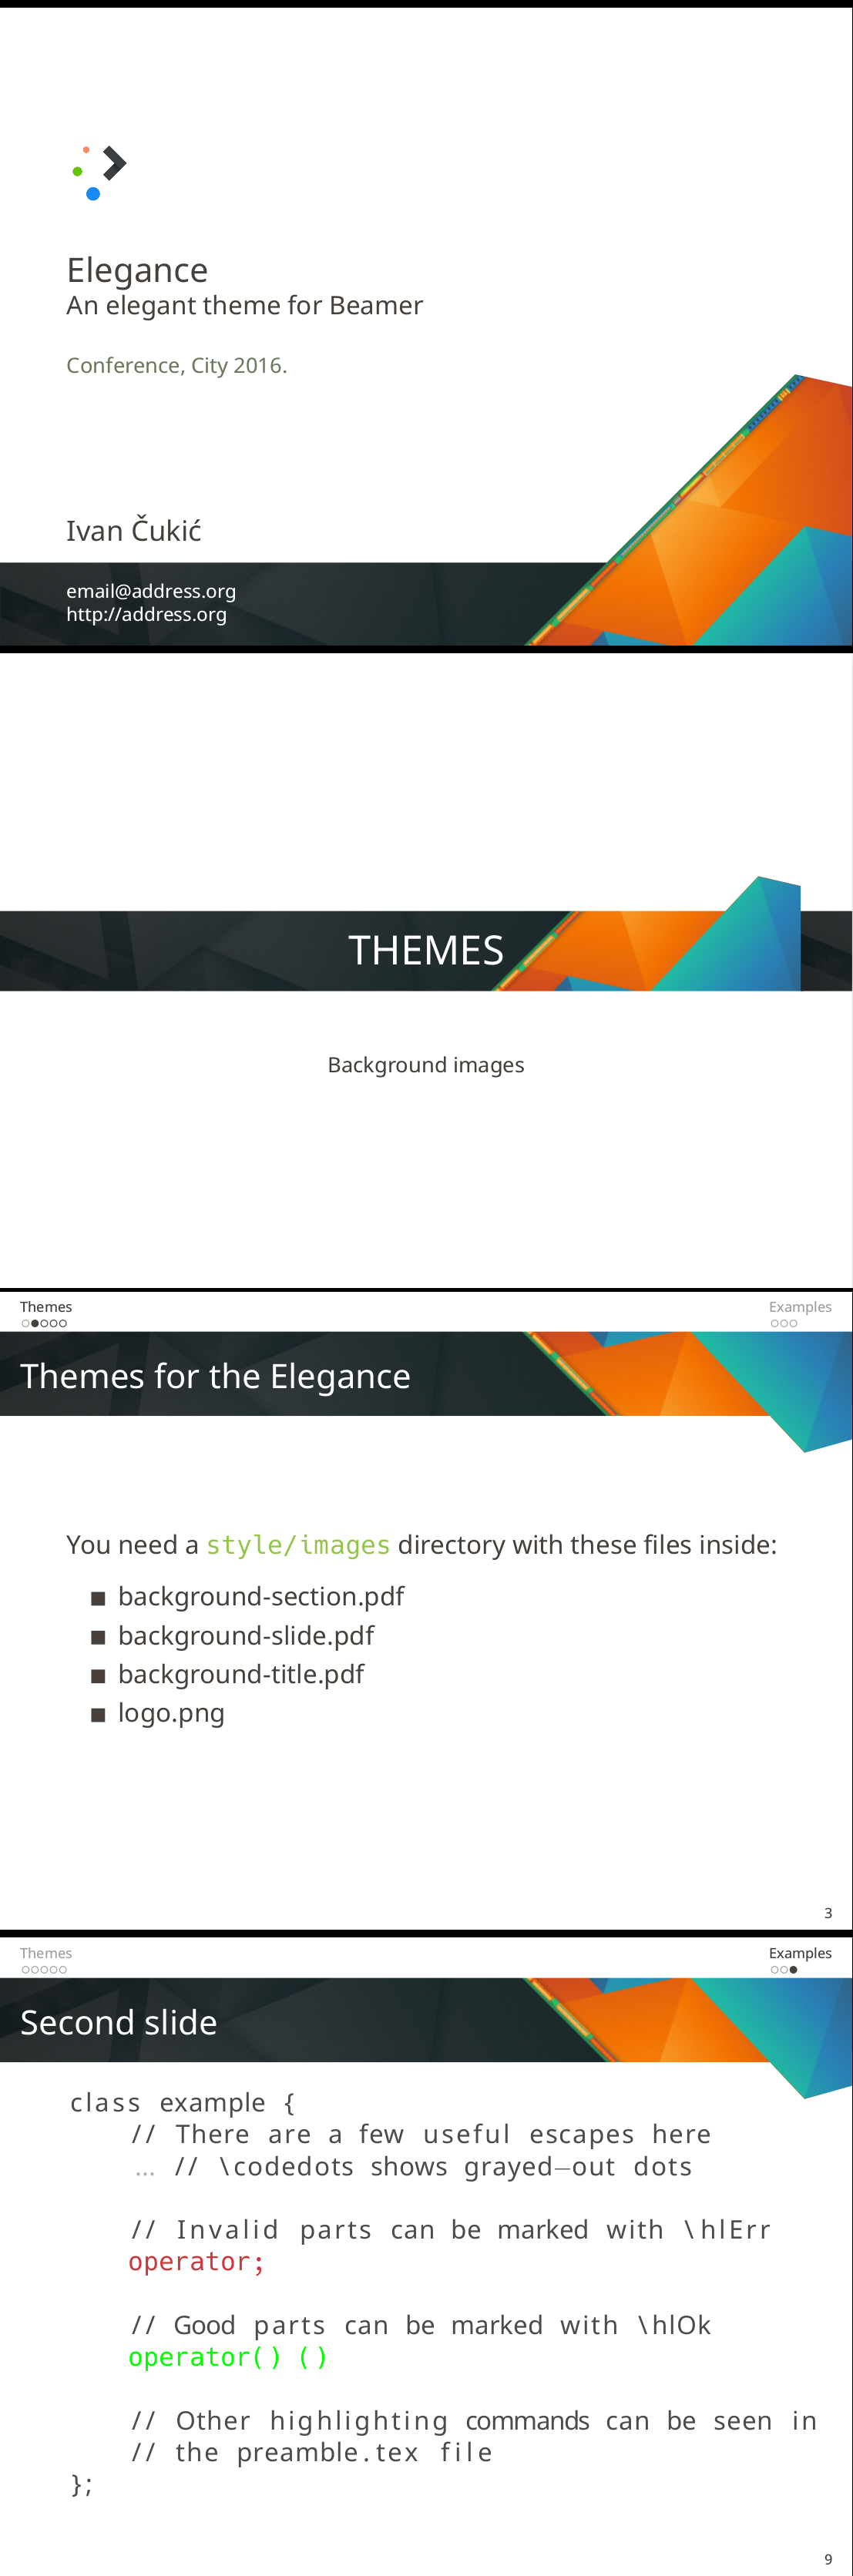 Elegance
An elegant theme for Beamer
Conference, City 2016.
Ivan Čukić
email@address.org
http://address.org
THEMES
Background images
Themes Examples
Themes for the Elegance
You need a style/images directory with these files inside:
background-section.pdf
background-slide.pdf
background-title.pdf
logo.png
3
Themes Examples
Second slide
class example {
// There are a few useful escapes here
... // \codedots shows grayed—out dots
// Invalid parts can be marked with \hlErr
operator;
// Good parts can be marked with \hlOk
operator() ()
// Other highlighting commands can be seen in
// the preamble.tex file
};
9